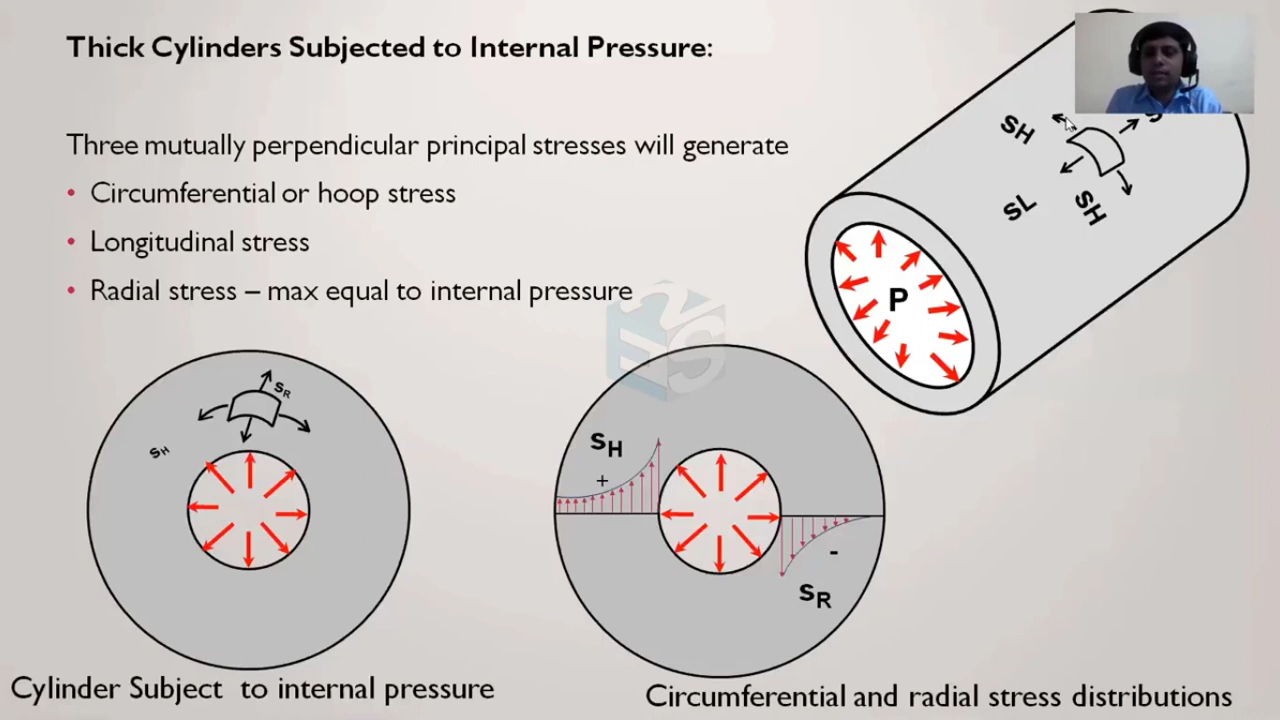 Thick Cylinders Subjected to Internal Pressure:
Three mutually perpendicular principal stresses will generate
• Circumferential or hoop stress
• Longitudinal stress
• Radial stress – max equal to internal pressure
SH
SL
SH
P
SR
SH
SH
+
-
SR
Cylinder Subject to internal pressure
Circumferential and radial stress distributions